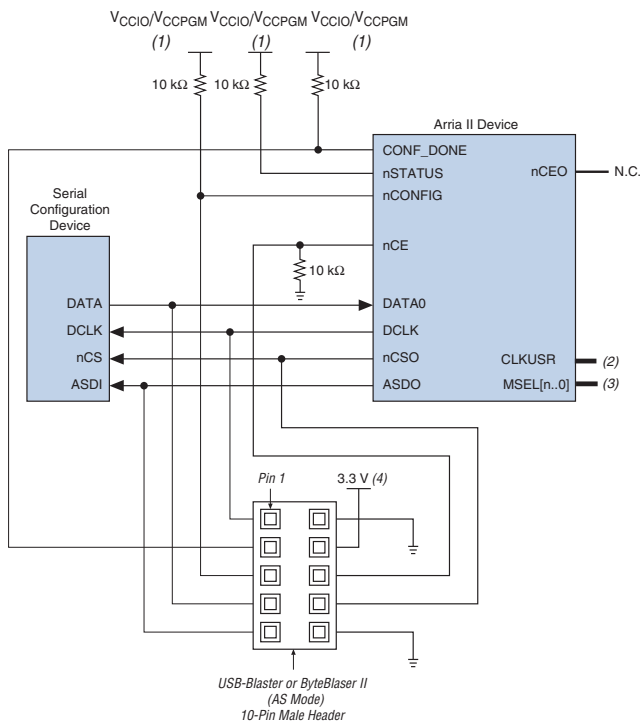 VCCIO/VCCPGM VCCIO/VCCPGM VCCIO/VCCPGM
(1) (1) (1)
10 kΩ 10 kΩ 10 kΩ
Arria II Device
CONF_DONE
nSTATUS
nCEO
N.C.
nCONFIG
Serial
Configuration
Device
nCE
10 kΩ
DATA
DATA0
DCLK
DCLK
nCS
nCSO
CLKUSR
(2)
ASDI
ASDO
MSEL[n..0]
(3)
Pin 1
3.3 V (4)
USB-Blaster or ByteBlaser II
(AS Mode)
10-Pin Male Header